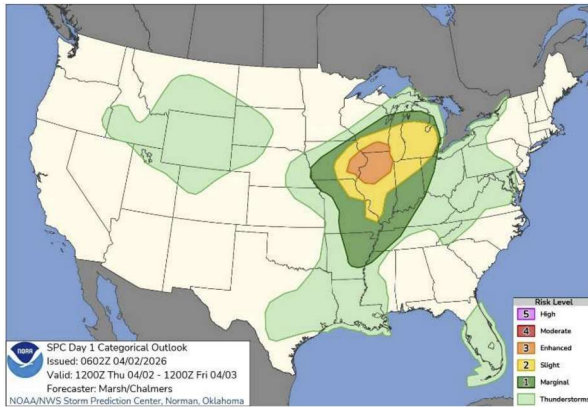 NOAA
SPC Day 1 Categorical Outlook
Issued: 0602Z 04/02/2026
Valid: 1200Z Thu 04/02 - 1200Z Fri 04/03
Forecaster: Marsh/Chalmers
NOAA/NWS Storm Prediction Center, Norman, Oklahoma
Risk Level
5 High
4 Moderate
3 Enhanced
2 Slight
1 Marginal
Thunderstorms